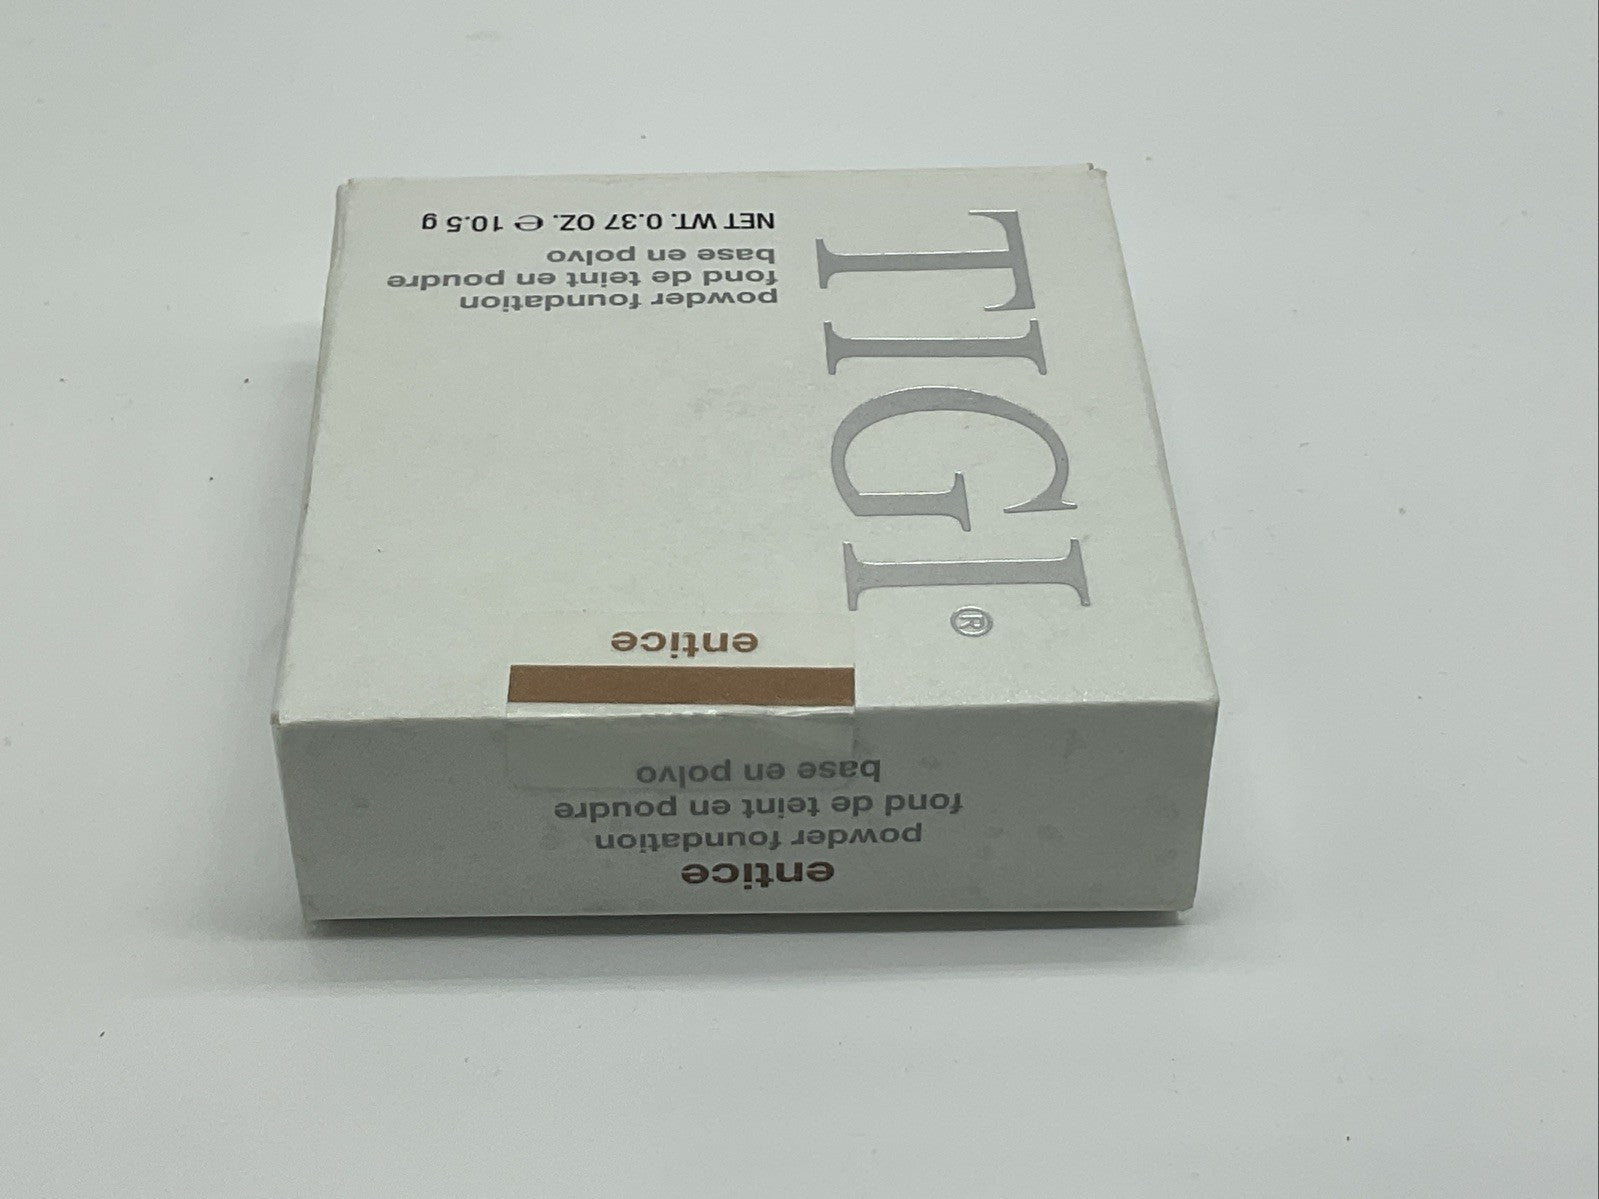 TIGI®
powder foundation
fond de teint en poudre
base en polvo
NET WT. 0.37 OZ. ℮ 10.5 g
entice
entice
powder foundation
fond de teint en poudre
base en polvo